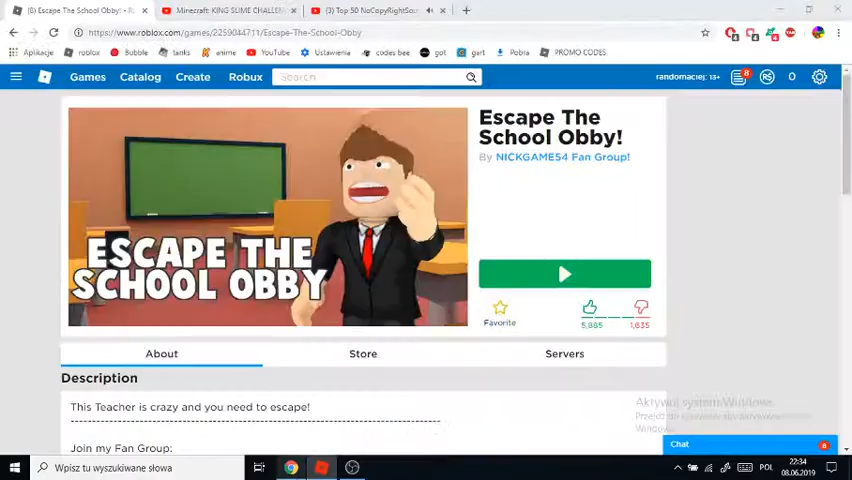 (8) Escape The School Obby! - Ro
Minecraft: KING SLIME CHALLEN
(3) Top 50 NoCopyRightSou
https://www.roblox.com/games/2259044711/Escape-The-School-Obby
Aplikacje roblox Bubble tanks anime YouTube Ustawienia codes bee got gart Pobra PROMO CODES
Games Catalog Create Robux Search randomaciej: 13+ 8 R$ 0
ESCAPE THE
SCHOOL OBBY
Escape The
School Obby!
By NICKGAME54 Fan Group!
Favorite
5,885 1,635
About Store Servers
Description
This Teacher is crazy and you need to escape!
Join my Fan Group:
Aktywuj system Windows
Windows.
Chat 8
Wpisz tu wyszukiwane słowa
POL
22:34
08.06.2019